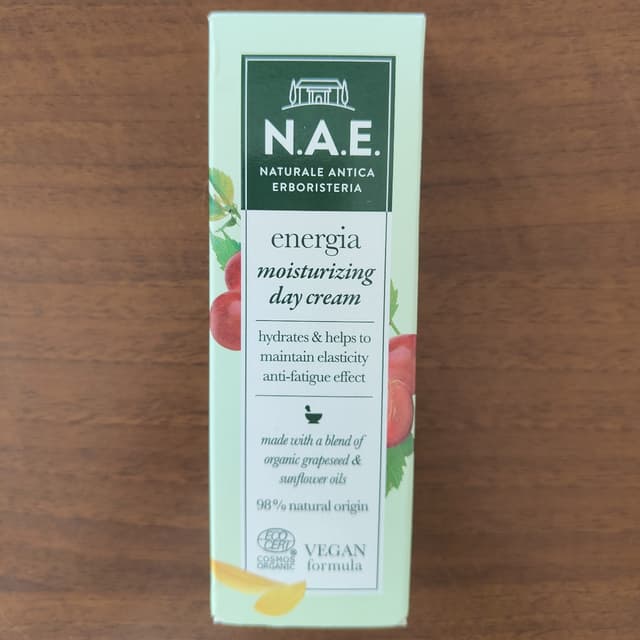 N.A.E.
NATURALE ANTICA
ERBORISTERIA
energia
moisturizing
day cream
hydrates & helps to
maintain elasticity
anti-fatigue effect
made with a blend of
organic grapeseed &
sunflower oils
98% natural origin
ECO
CERT
COSMOS
ORGANIC
VEGAN
formula